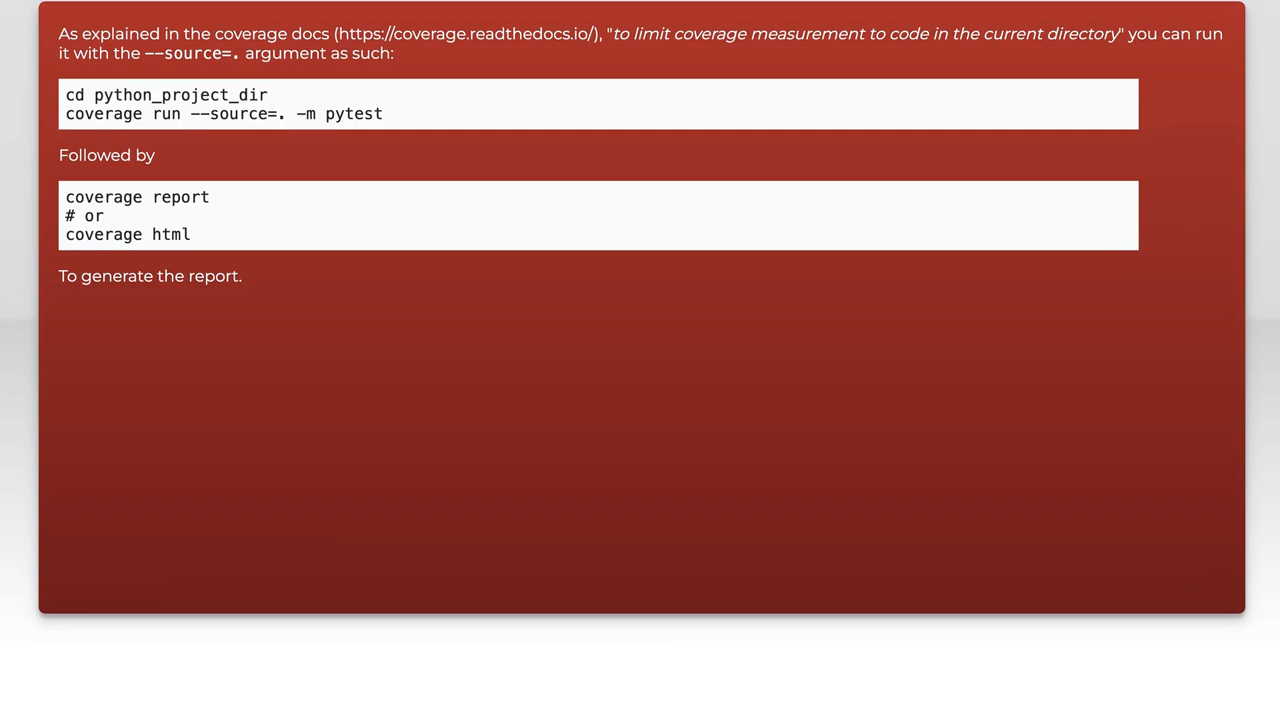 As explained in the coverage docs (https://coverage.readthedocs.io/), "to limit coverage measurement to code in the current directory" you can run
it with the --source=. argument as such:
cd python_project_dir
coverage run --source=. -m pytest
Followed by
coverage report
# or
coverage html
To generate the report.